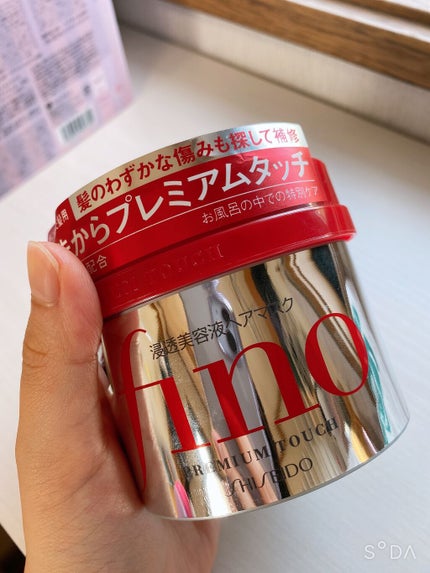 髪のわずかな傷みも探して補修
からプレミアムタッチ
配合
お風呂の中での特別ケア
浸透美容液ヘアマスク
fino
PREMIUM TOUCH
SHISEIDO
SODA